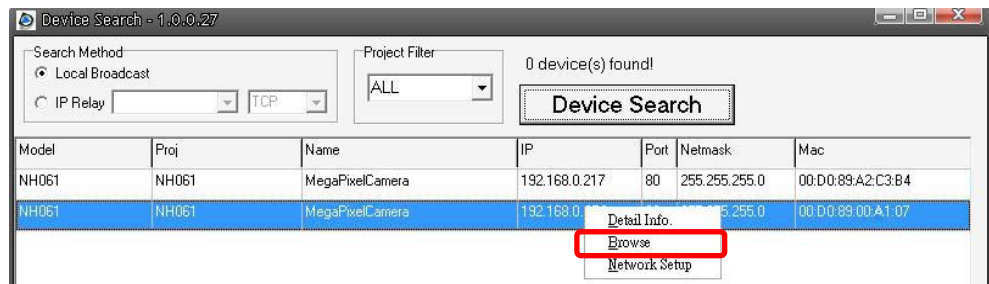 Device Search - 1.0.0.27
Search Method
Local Broadcast
IP Relay TCP
Project Filter
ALL
0 device(s) found!
Device Search
Model Proj Name IP Port Netmask Mac
NH061 NH061 MegaPixelCamera 192.168.0.217 80 255.255.255.0 00:D0:89:A2:C3:B4
NH061 NH061 MegaPixelCamera 192.168.0. 5.255.0 00:D0:89:00:A1:07
Detail Info.
Browse
Network Setup